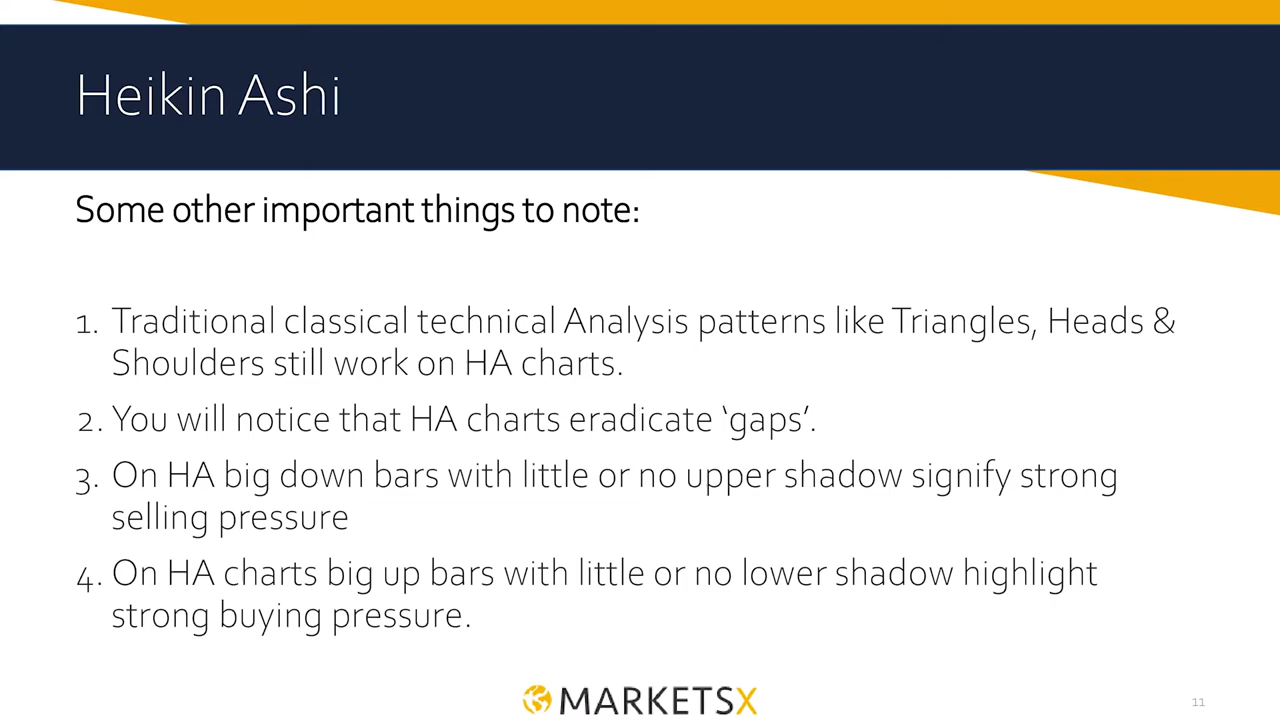 Heikin Ashi
Some other important things to note:
1. Traditional classical technical Analysis patterns like Triangles, Heads &
Shoulders still work on HA charts.
2. You will notice that HA charts eradicate ‘gaps’.
3. On HA big down bars with little or no upper shadow signify strong
selling pressure
4. On HA charts big up bars with little or no lower shadow highlight
strong buying pressure.
MARKETSX
11